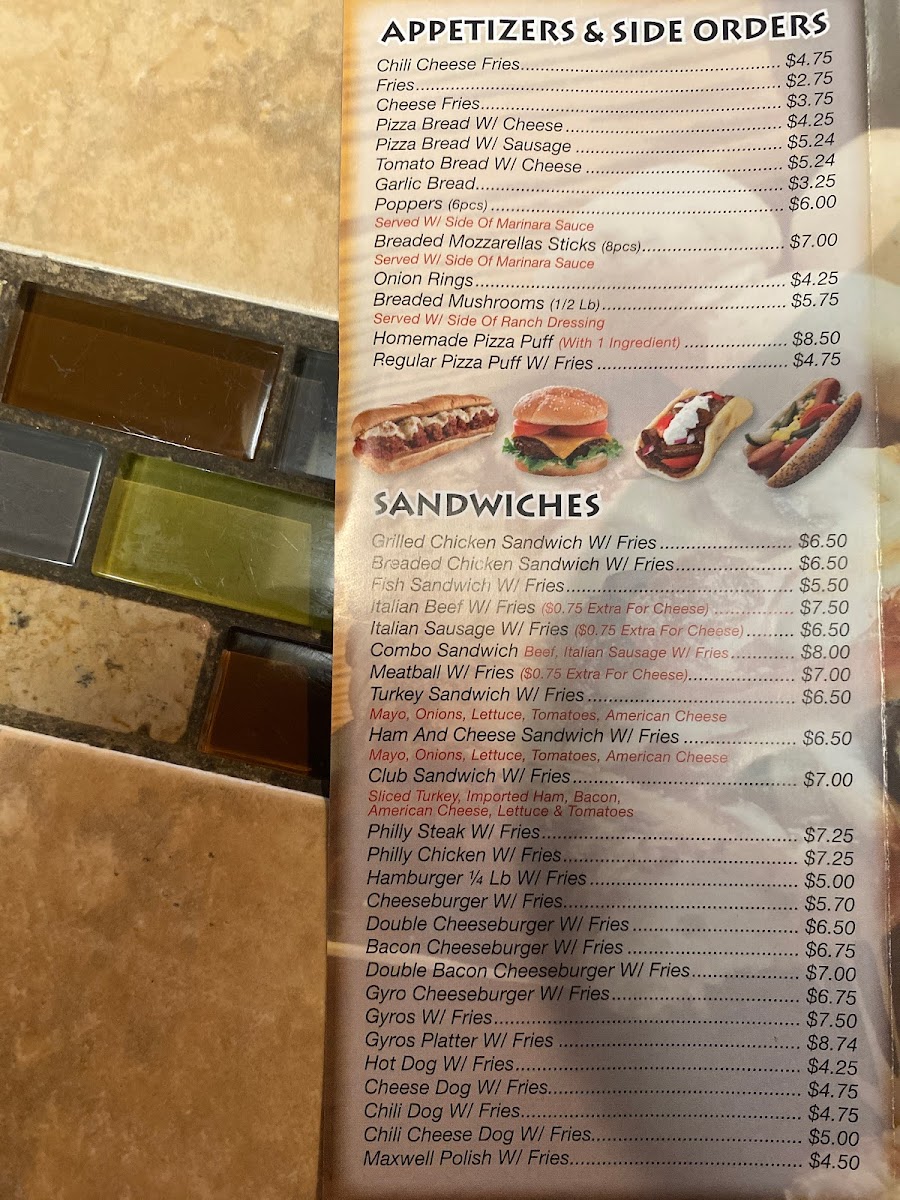 APPETIZERS & SIDE ORDERS
Chili Cheese Fries.......... $4.75
Fries.......... $2.75
Cheese Fries.......... $3.75
Pizza Bread W/ Cheese.......... $4.25
Pizza Bread W/ Sausage.......... $5.24
Tomato Bread W/ Cheese.......... $5.24
Garlic Bread.......... $3.25
Poppers (6pcs).......... $6.00
Served W/ Side Of Marinara Sauce
Breaded Mozzarellas Sticks (8pcs).......... $7.00
Served W/ Side Of Marinara Sauce
Onion Rings.......... $4.25
Breaded Mushrooms (1/2 Lb).......... $5.75
Served W/ Side Of Ranch Dressing
Homemade Pizza Puff (With 1 Ingredient).......... $8.50
Regular Pizza Puff W/ Fries.......... $4.75
SANDWICHES
Grilled Chicken Sandwich W/ Fries.......... $6.50
Breaded Chicken Sandwich W/ Fries.......... $6.50
Fish Sandwich W/ Fries.......... $5.50
Italian Beef W/ Fries ($0.75 Extra For Cheese).......... $7.50
Italian Sausage W/ Fries ($0.75 Extra For Cheese).......... $6.50
Combo Sandwich Beef, Italian Sausage W/ Fries.......... $8.00
Meatball W/ Fries ($0.75 Extra For Cheese).......... $7.00
Turkey Sandwich W/ Fries.......... $6.50
Mayo, Onions, Lettuce, Tomatoes, American Cheese
Ham And Cheese Sandwich W/ Fries.......... $6.50
Mayo, Onions, Lettuce, Tomatoes, American Cheese
Club Sandwich W/ Fries.......... $7.00
Sliced Turkey, Imported Ham, Bacon,
American Cheese, Lettuce & Tomatoes
Philly Steak W/ Fries.......... $7.25
Philly Chicken W/ Fries.......... $7.25
Hamburger ¼ Lb W/ Fries.......... $5.00
Cheeseburger W/ Fries.......... $5.70
Double Cheeseburger W/ Fries.......... $6.50
Bacon Cheeseburger W/ Fries.......... $6.75
Double Bacon Cheeseburger W/ Fries.......... $7.00
Gyro Cheeseburger W/ Fries.......... $6.75
Gyros W/ Fries.......... $7.50
Gyros Platter W/ Fries.......... $8.74
Hot Dog W/ Fries.......... $4.25
Cheese Dog W/ Fries.......... $4.75
Chili Dog W/ Fries.......... $4.75
Chili Cheese Dog W/ Fries.......... $5.00
Maxwell Polish W/ Fries.......... $4.50